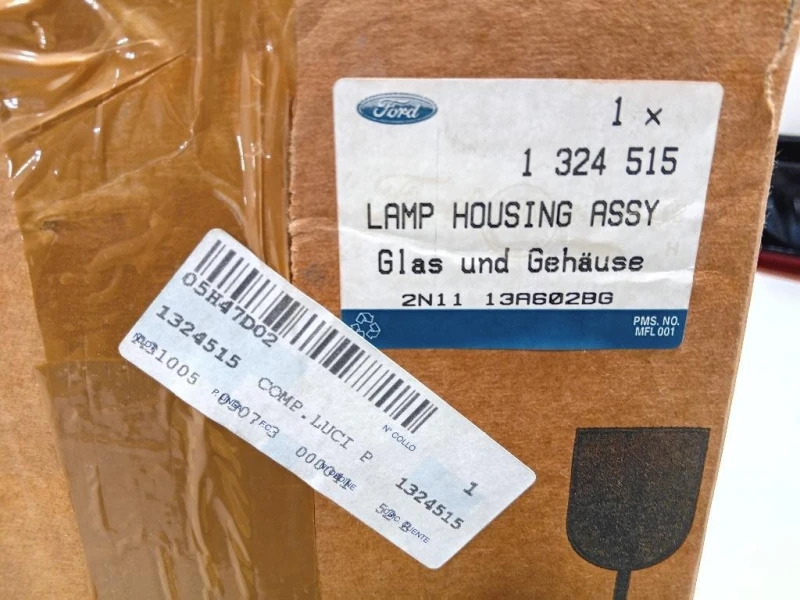 Ford
1 x
1 324 515
LAMP HOUSING ASSY
Glas und Gehäuse
2N11 13A602BG
PMS. NO.
MFL 001
05H47D02
1324515 COMP.LUCI P
N° COLLO
1
1324515